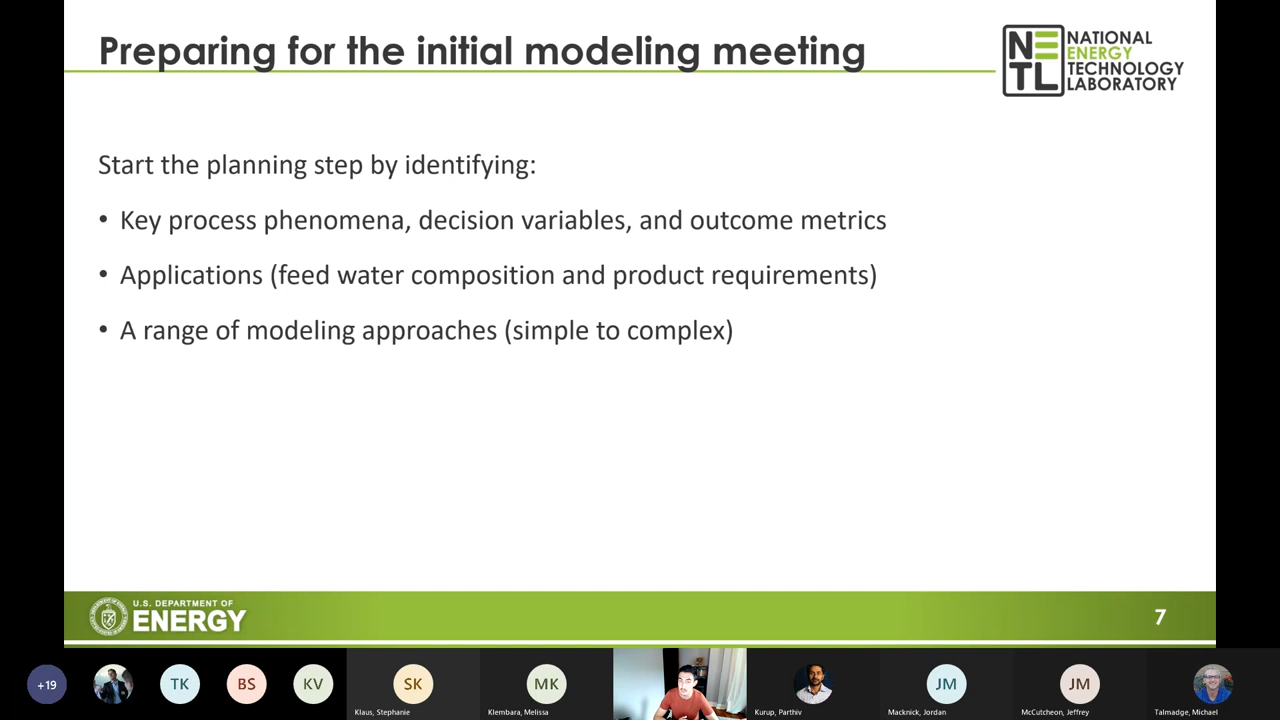 Preparing for the initial modeling meeting
NETL
NATIONAL
ENERGY
TECHNOLOGY
LABORATORY
Start the planning step by identifying:
• Key process phenomena, decision variables, and outcome metrics
• Applications (feed water composition and product requirements)
• A range of modeling approaches (simple to complex)
U.S. DEPARTMENT OF
ENERGY
7
+19
TK
BS
KV
SK
MK
JM
JM
Klaus, Stephanie
Klembara, Melissa
Kurup, Parthiv
Macknick, Jordan
McCutcheon, Jeffrey
Talmadge, Michael